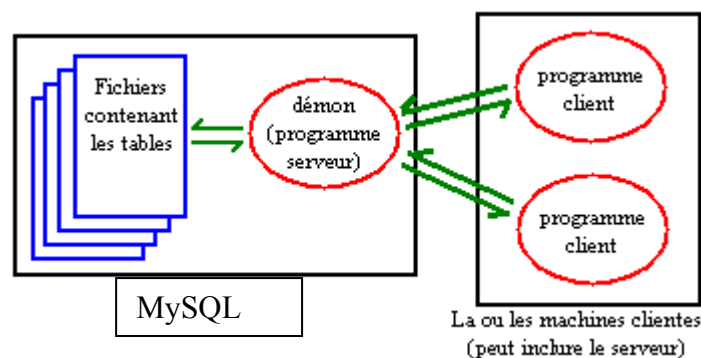 Fichiers
contenant
les tables
démon
(programme
serveur)
programme
client
programme
client
MySQL
La ou les machines clientes
(peut inclure le serveur)